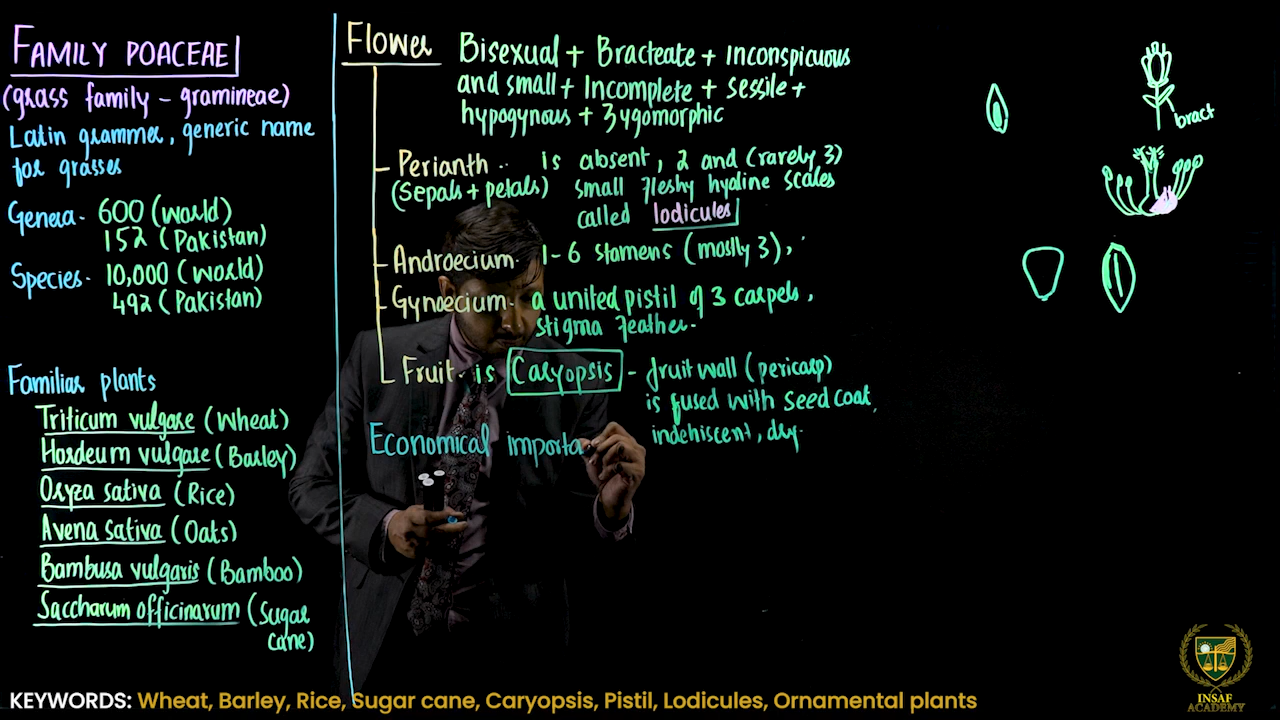 FAMILY POACEAE
(grass family - gramineae)
Latin grammer, generic name
for grasses
Genera - 600 (world)
152 (Pakistan)
Species - 10,000 (world)
492 (Pakistan)
Familiar plants
Triticum vulgare (Wheat)
Hordeum vulgare (Barley)
Oryza sativa (Rice)
Avena sativa (Oats)
Bambusa vulgaris (Bamboo)
Saccharum officinarum (Sugar
cane)
Flower Bisexual + Bracteate + inconspicuous
and small + Incomplete + sessile +
hypogynous + Zygomorphic
Perianth - is absent, 2 and (rarely 3)
(Sepals + petals) small fleshy hyaline scales
called lodicules
Androecium - 1-6 stamens (mostly 3),
Gynoecium - a united pistil of 3 carpels,
stigma feather.
Fruit - is Caryopsis - fruit wall (pericarp)
is fused with seed coat,
indehiscent, dry.
Economical importa
bract
KEYWORDS: Wheat, Barley, Rice, Sugar cane, Caryopsis, Pistil, Lodicules, Ornamental plants
INSAF
ACADEMY